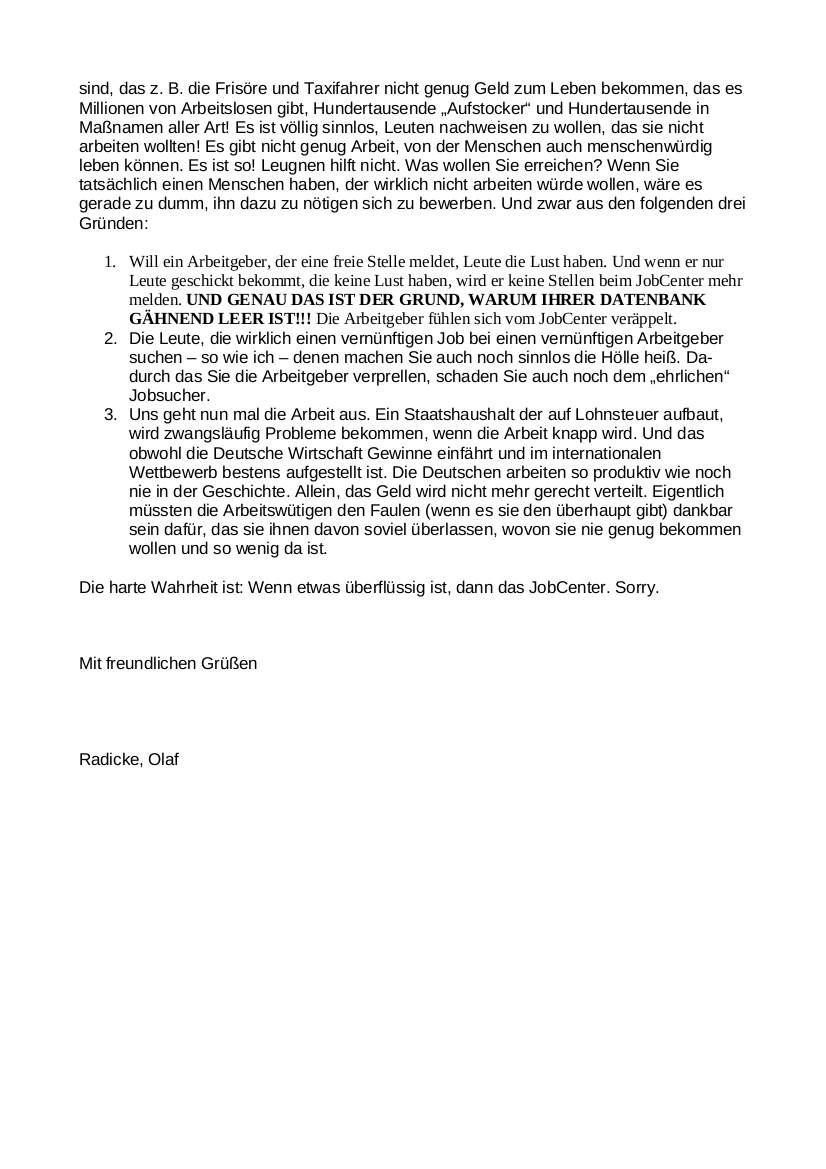 sind, das z. B. die Frisöre und Taxifahrer nicht genug Geld zum Leben bekommen, das es
Millionen von Arbeitslosen gibt, Hundertausende „Aufstocker“ und Hundertausende in
Maßnamen aller Art! Es ist völlig sinnlos, Leuten nachweisen zu wollen, das sie nicht
arbeiten wollten! Es gibt nicht genug Arbeit, von der Menschen auch menschenwürdig
leben können. Es ist so! Leugnen hilft nicht. Was wollen Sie erreichen? Wenn Sie
tatsächlich einen Menschen haben, der wirklich nicht arbeiten würde wollen, wäre es
gerade zu dumm, ihn dazu zu nötigen sich zu bewerben. Und zwar aus den folgenden drei
Gründen:
1. Will ein Arbeitgeber, der eine freie Stelle meldet, Leute die Lust haben. Und wenn er nur
Leute geschickt bekommt, die keine Lust haben, wird er keine Stellen beim JobCenter mehr
melden. UND GENAU DAS IST DER GRUND, WARUM IHRER DATENBANK
GÄHNEND LEER IST!!! Die Arbeitgeber fühlen sich vom JobCenter veräppelt.
2. Die Leute, die wirklich einen vernünftigen Job bei einen vernünftigen Arbeitgeber
suchen – so wie ich – denen machen Sie auch noch sinnlos die Hölle heiß. Da-
durch das Sie die Arbeitgeber verprellen, schaden Sie auch noch dem „ehrlichen“
Jobsucher.
3. Uns geht nun mal die Arbeit aus. Ein Staatshaushalt der auf Lohnsteuer aufbaut,
wird zwangsläufig Probleme bekommen, wenn die Arbeit knapp wird. Und das
obwohl die Deutsche Wirtschaft Gewinne einfährt und im internationalen
Wettbewerb bestens aufgestellt ist. Die Deutschen arbeiten so produktiv wie noch
nie in der Geschichte. Allein, das Geld wird nicht mehr gerecht verteilt. Eigentlich
müssten die Arbeitswütigen den Faulen (wenn es sie den überhaupt gibt) dankbar
sein dafür, das sie ihnen davon soviel überlassen, wovon sie nie genug bekommen
wollen und so wenig da ist.
Die harte Wahrheit ist: Wenn etwas überflüssig ist, dann das JobCenter. Sorry.
Mit freundlichen Grüßen
Radicke, Olaf